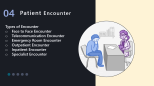 04 Patient Encounter
Types of Encounter
Face to Face Encounter
Telecommunication Encounter
Emergency Room Encounter
Outpatient Encounter
Inpatient Encounter
Specialist Encounter